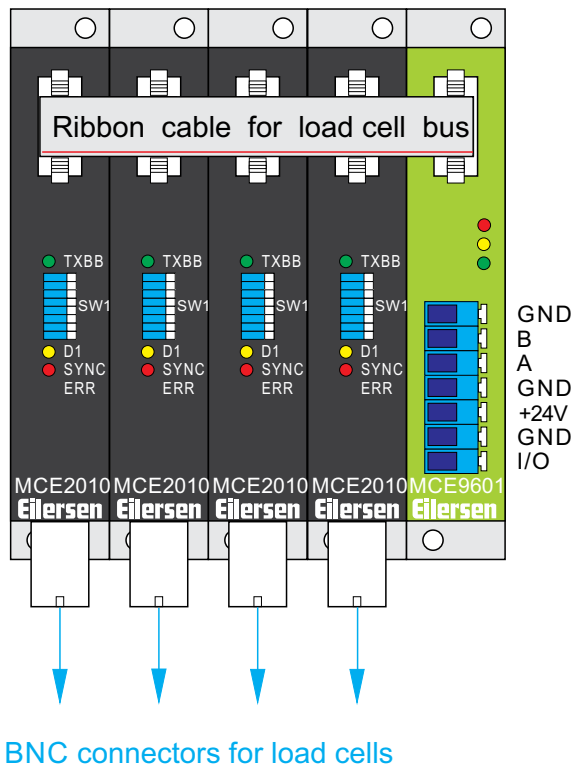 Ribbon cable for load cell bus
TXBB TXBB TXBB TXBB
SW1 SW1 SW1 SW1
D1 D1 D1 D1
SYNC SYNC SYNC SYNC
ERR ERR ERR ERR
GND
B
A
GND
+24V
GND
I/O
MCE2010 MCE2010 MCE2010 MCE2010 MCE9601
Eilersen Eilersen Eilersen Eilersen Eilersen
BNC connectors for load cells